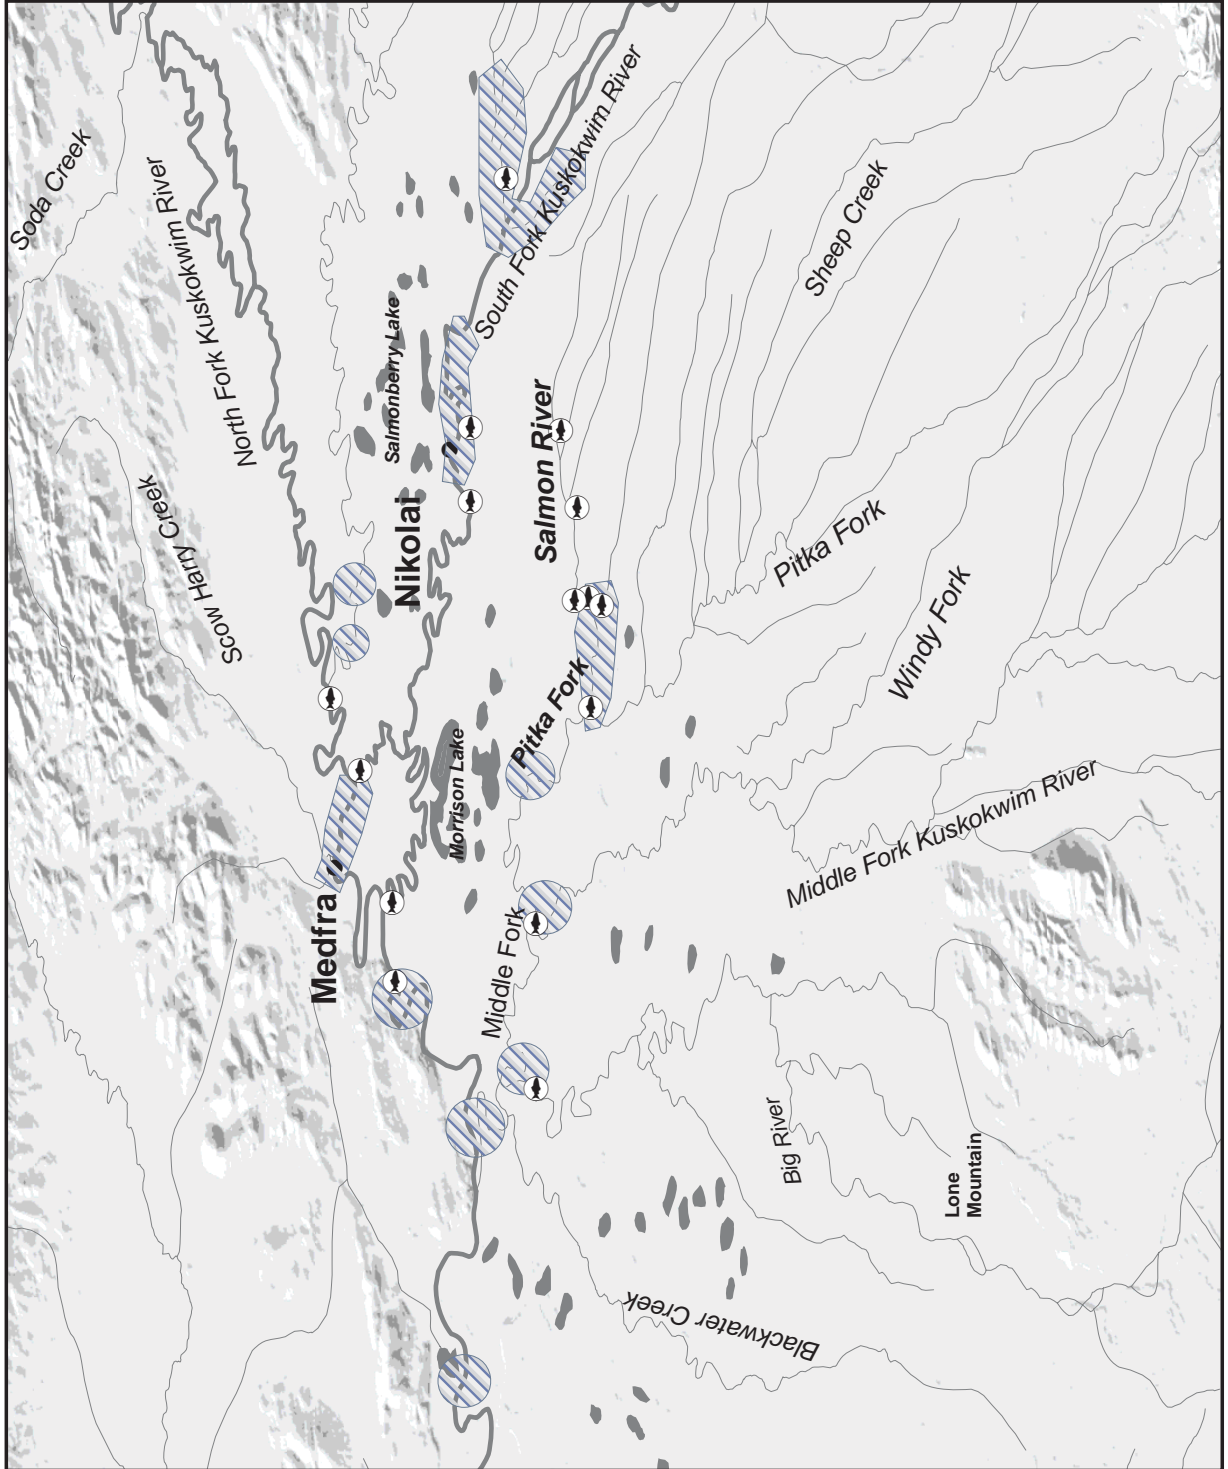 Soda Creek
North Fork Kuskokwim River
South Fork Kuskokwim River
Sheep Creek
Salmonberry Lake
Scow Harry Creek
Nikolai
Salmon River
Pitka Fork
Windy Fork
Pitka Fork
Morrison Lake
Middle Fork Kuskokwim River
Medfra
Middle Fork
Big River
Lone
Mountain
Blackwater Creek